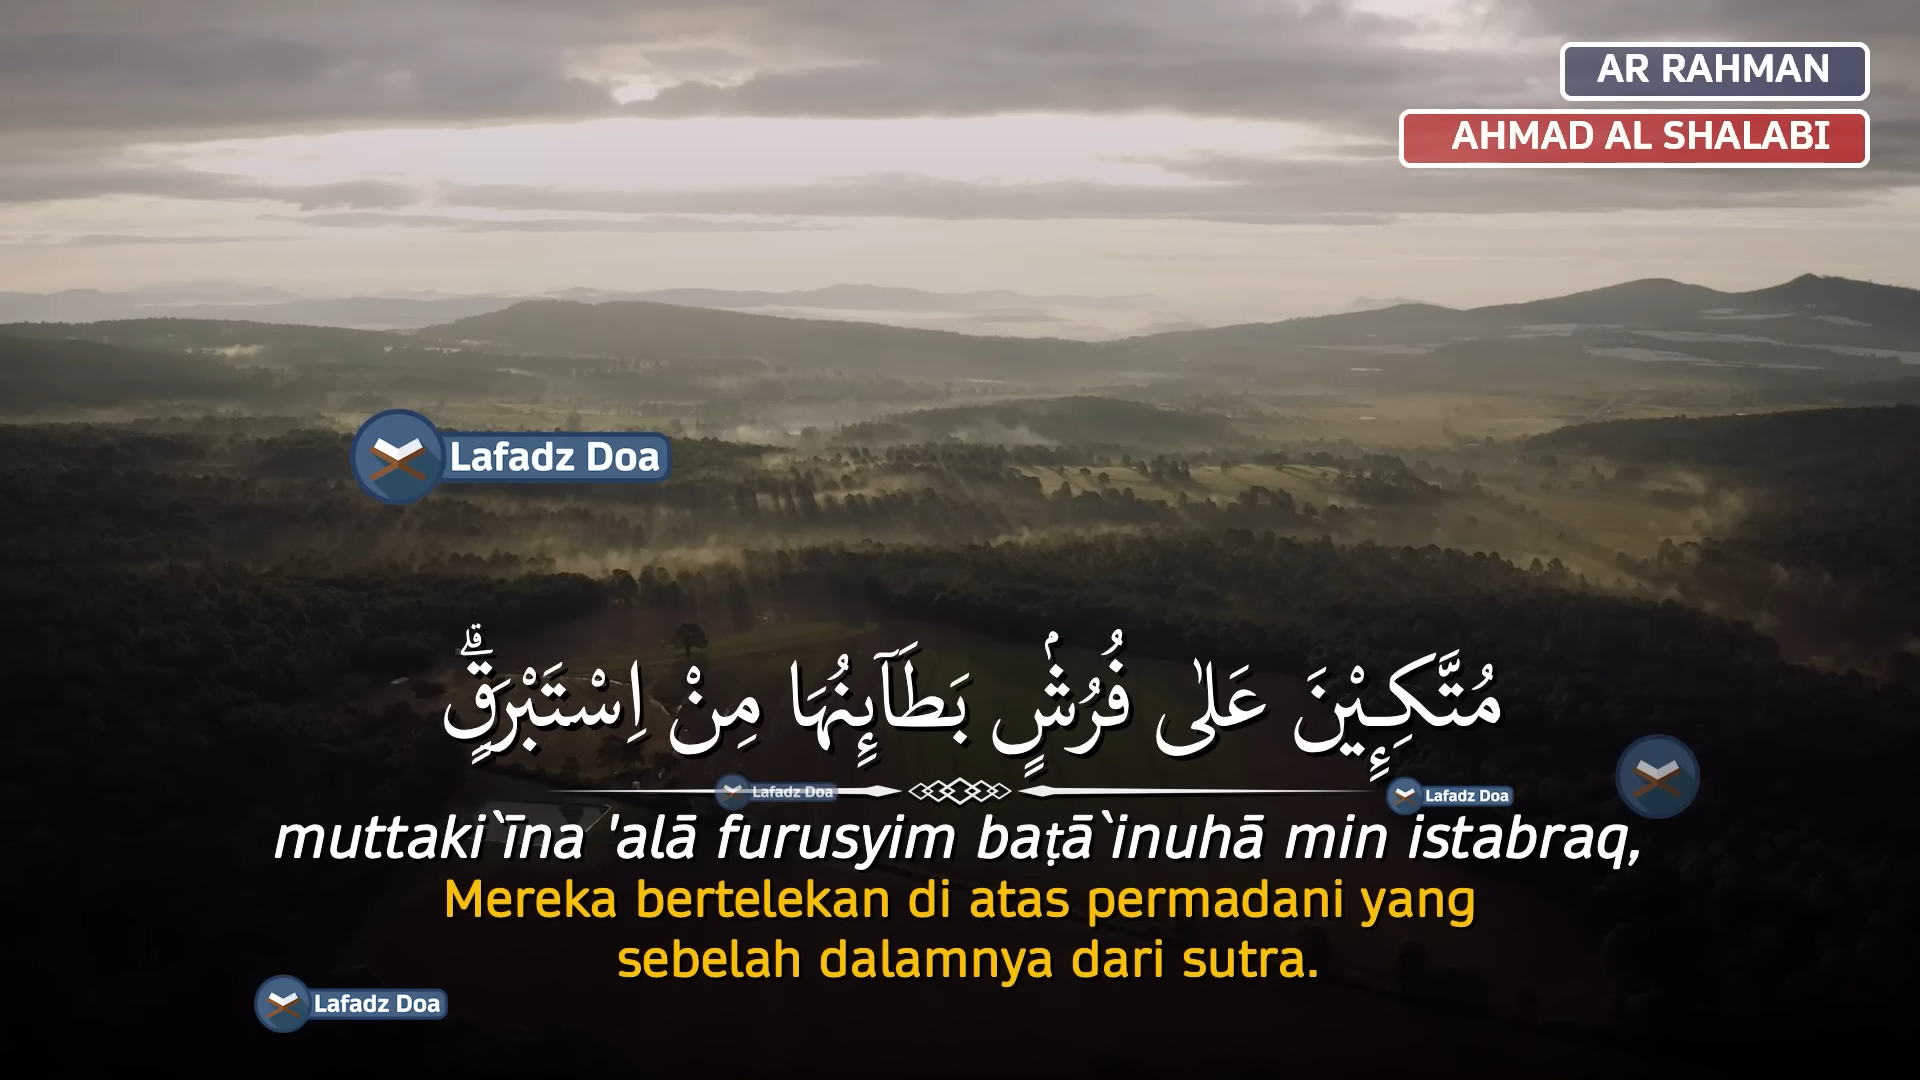 AR RAHMAN
AHMAD AL SHALABI
Lafadz Doa
مُتَّكِـِٕيْنَ عَلٰى فُرُشٍۢ بَطَاۤىِٕنُهَا مِنْ اِسْتَبْرَقٍۗ
Lafadz Doa
Lafadz Doa
muttaki`īna 'alā furusyim baṭā`inuhā min istabraq,
Mereka bertelekan di atas permadani yang
sebelah dalamnya dari sutra.
Lafadz Doa